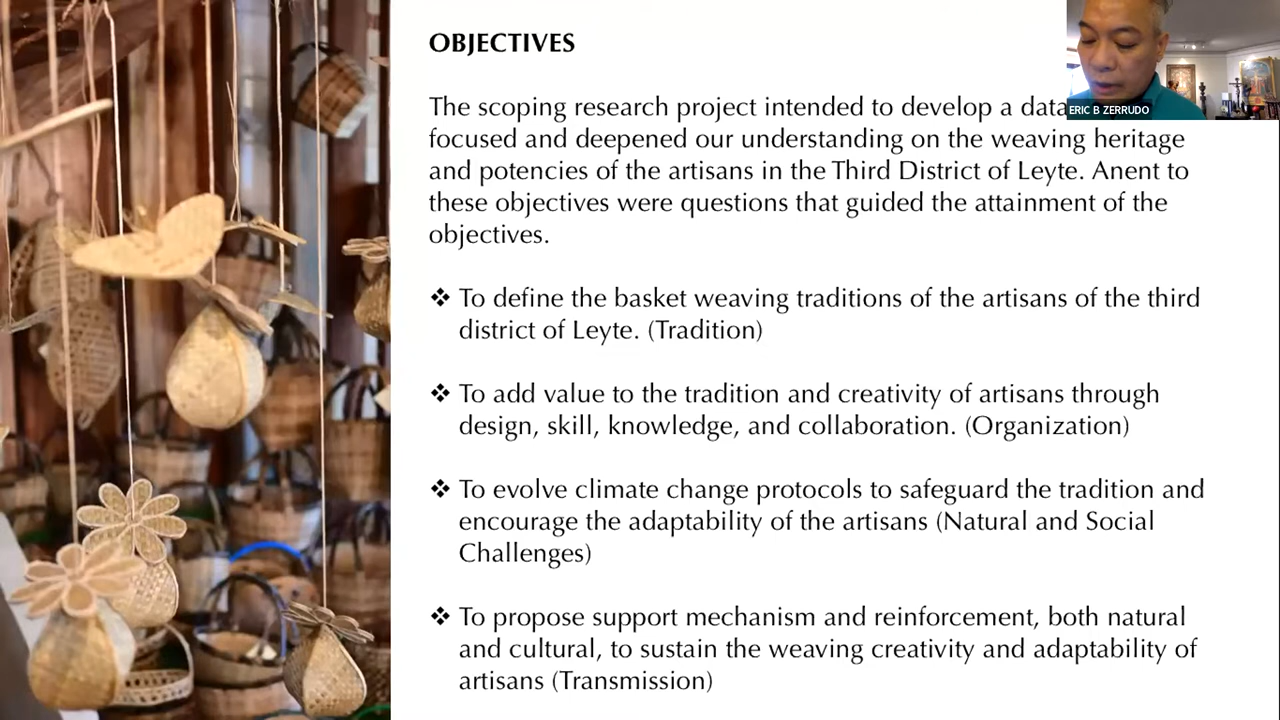 OBJECTIVES
The scoping research project intended to develop a data
ERIC B ZERRUDO
focused and deepened our understanding on the weaving heritage
and potencies of the artisans in the Third District of Leyte. Anent to
these objectives were questions that guided the attainment of the
objectives.
❖ To define the basket weaving traditions of the artisans of the third
district of Leyte. (Tradition)
❖ To add value to the tradition and creativity of artisans through
design, skill, knowledge, and collaboration. (Organization)
❖ To evolve climate change protocols to safeguard the tradition and
encourage the adaptability of the artisans (Natural and Social
Challenges)
❖ To propose support mechanism and reinforcement, both natural
and cultural, to sustain the weaving creativity and adaptability of
artisans (Transmission)